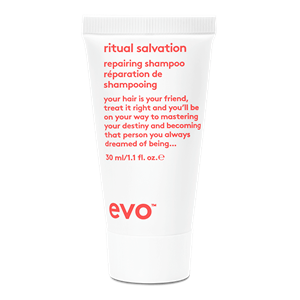 ritual salvation
repairing shampoo
réparation de
shampooing
your hair is your friend,
treat it right and you'll be
on your way to mastering
your destiny and becoming
that person you always
dreamed of being...
30 ml/1.1 fl. oz.℮
evo™